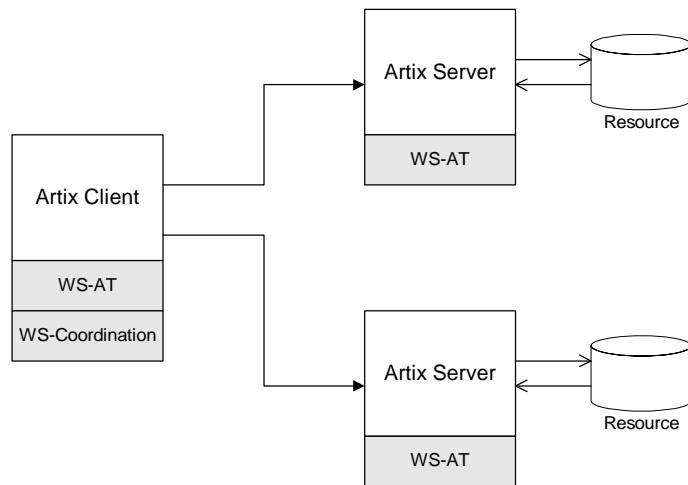 Artix Server
WS-AT
Resource
Artix Client
WS-AT
WS-Coordination
Artix Server
WS-AT
Resource